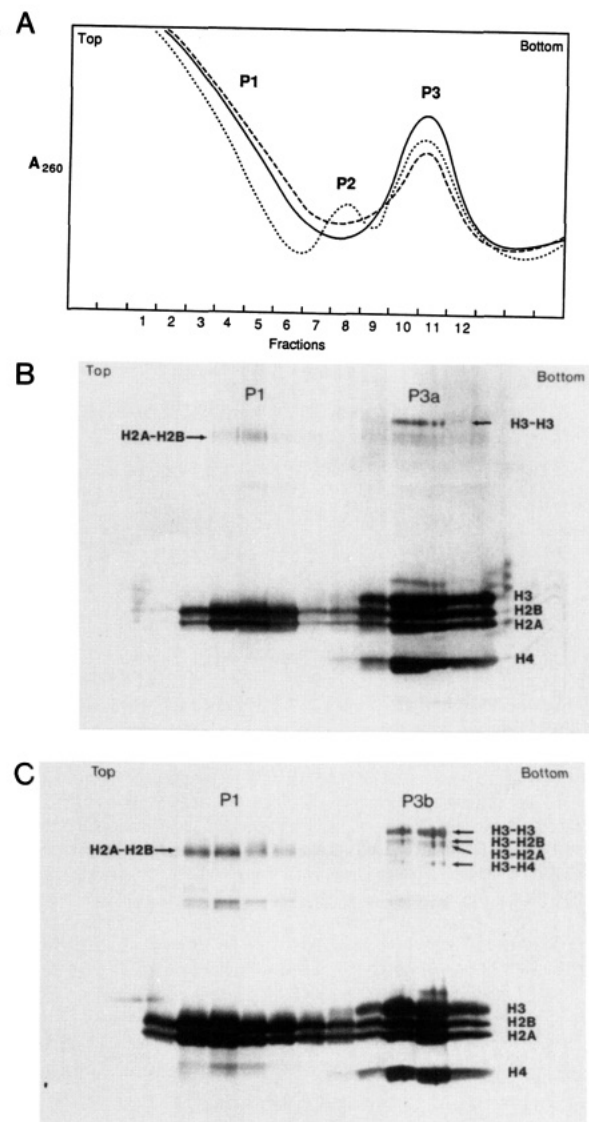 A
Top
Bottom
P1
P3
P2
A260
1 2 3 4 5 6 7 8 9 10 11 12
Fractions
B
Top
Bottom
P1
P3a
H2A-H2B
H3-H3
H3
H2B
H2A
H4
C
Top
Bottom
P1
P3b
H2A-H2B
H3-H3
H3-H2B
H3-H2A
H3-H4
H3
H2B
H2A
H4